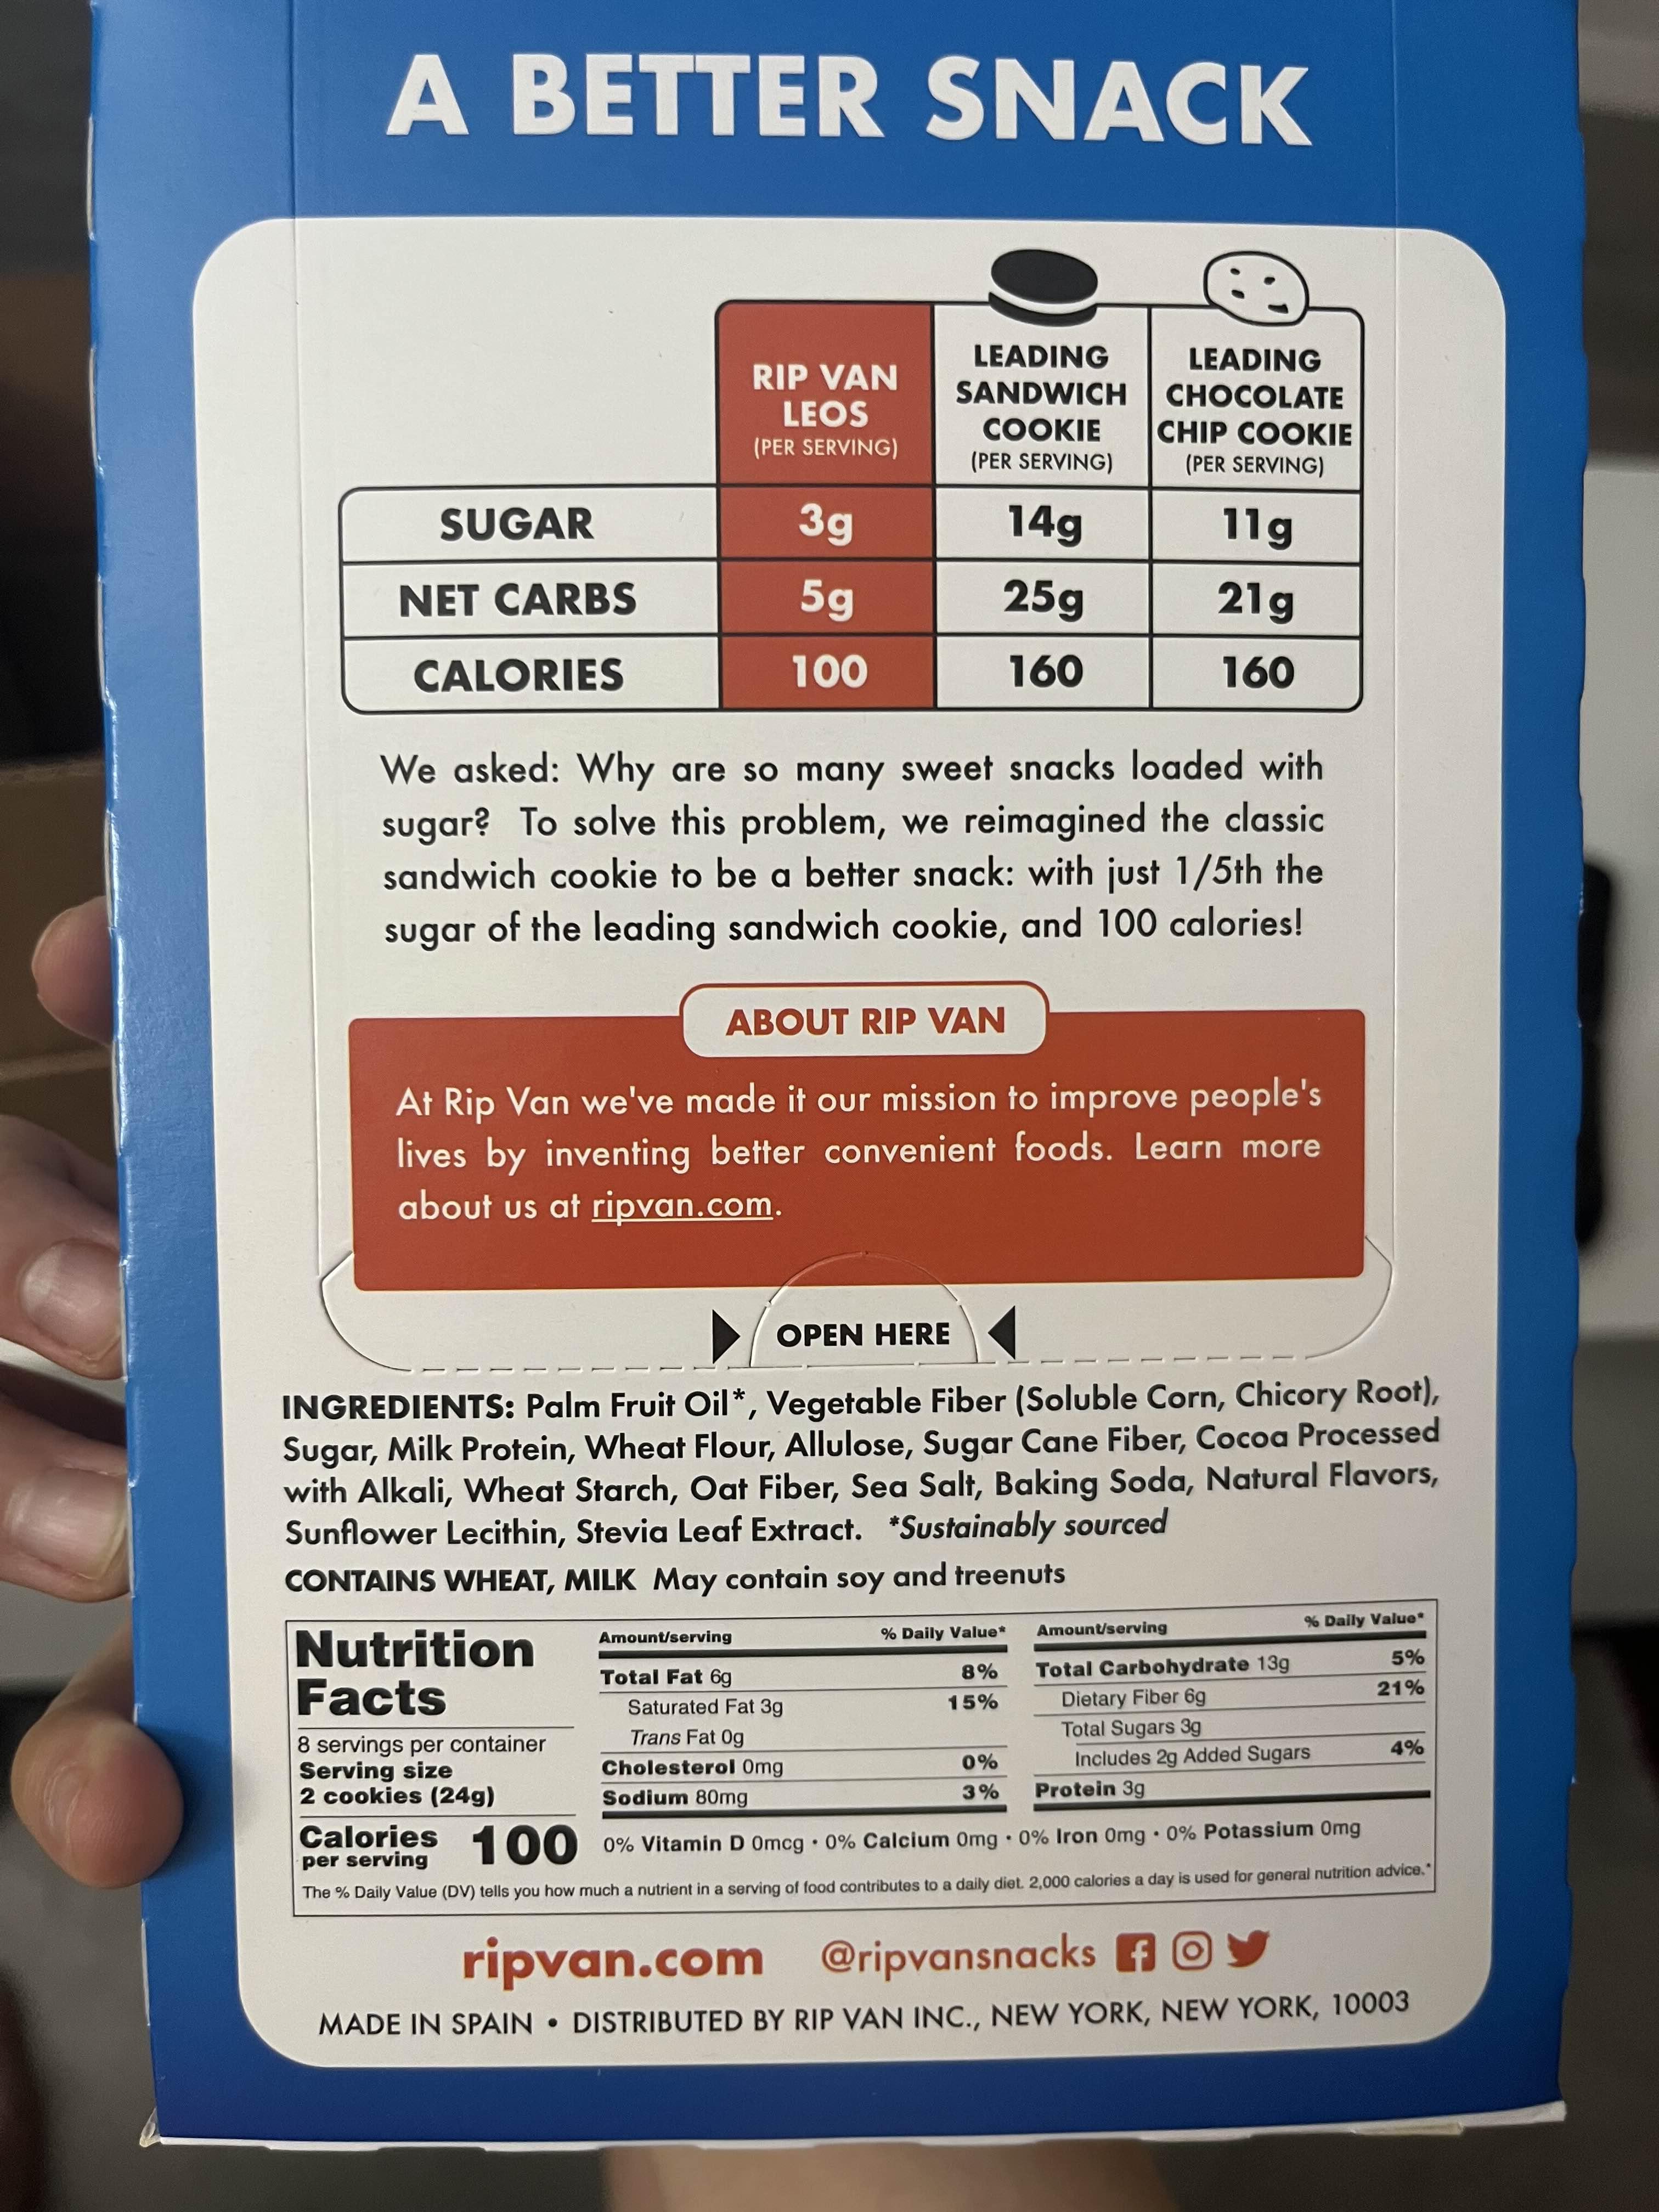 A BETTER SNACK
RIP VAN
LEOS
(PER SERVING)
LEADING
SANDWICH
COOKIE
(PER SERVING)
LEADING
CHOCOLATE
CHIP COOKIE
(PER SERVING)
SUGAR 3g 14g 11g
NET CARBS 5g 25g 21g
CALORIES 100 160 160
We asked: Why are so many sweet snacks loaded with
sugar? To solve this problem, we reimagined the classic
sandwich cookie to be a better snack: with just 1/5th the
sugar of the leading sandwich cookie, and 100 calories!
ABOUT RIP VAN
At Rip Van we've made it our mission to improve people's
lives by inventing better convenient foods. Learn more
about us at ripvan.com.
OPEN HERE
INGREDIENTS: Palm Fruit Oil*, Vegetable Fiber (Soluble Corn, Chicory Root),
Sugar, Milk Protein, Wheat Flour, Allulose, Sugar Cane Fiber, Cocoa Processed
with Alkali, Wheat Starch, Oat Fiber, Sea Salt, Baking Soda, Natural Flavors,
Sunflower Lecithin, Stevia Leaf Extract. *Sustainably sourced
CONTAINS WHEAT, MILK May contain soy and treenuts
Nutrition
Facts
8 servings per container
Serving size
2 cookies (24g)
Calories
per serving
100
Amount/serving % Daily Value*
Total Fat 6g 8%
Saturated Fat 3g 15%
Trans Fat 0g
Cholesterol 0mg 0%
Sodium 80mg 3%
Amount/serving % Daily Value*
Total Carbohydrate 13g 5%
Dietary Fiber 6g 21%
Total Sugars 3g
Includes 2g Added Sugars 4%
Protein 3g
0% Vitamin D 0mcg • 0% Calcium 0mg • 0% Iron 0mg • 0% Potassium 0mg
The % Daily Value (DV) tells you how much a nutrient in a serving of food contributes to a daily diet. 2,000 calories a day is used for general nutrition advice.*
ripvan.com @ripvansnacks
MADE IN SPAIN • DISTRIBUTED BY RIP VAN INC., NEW YORK, NEW YORK, 10003